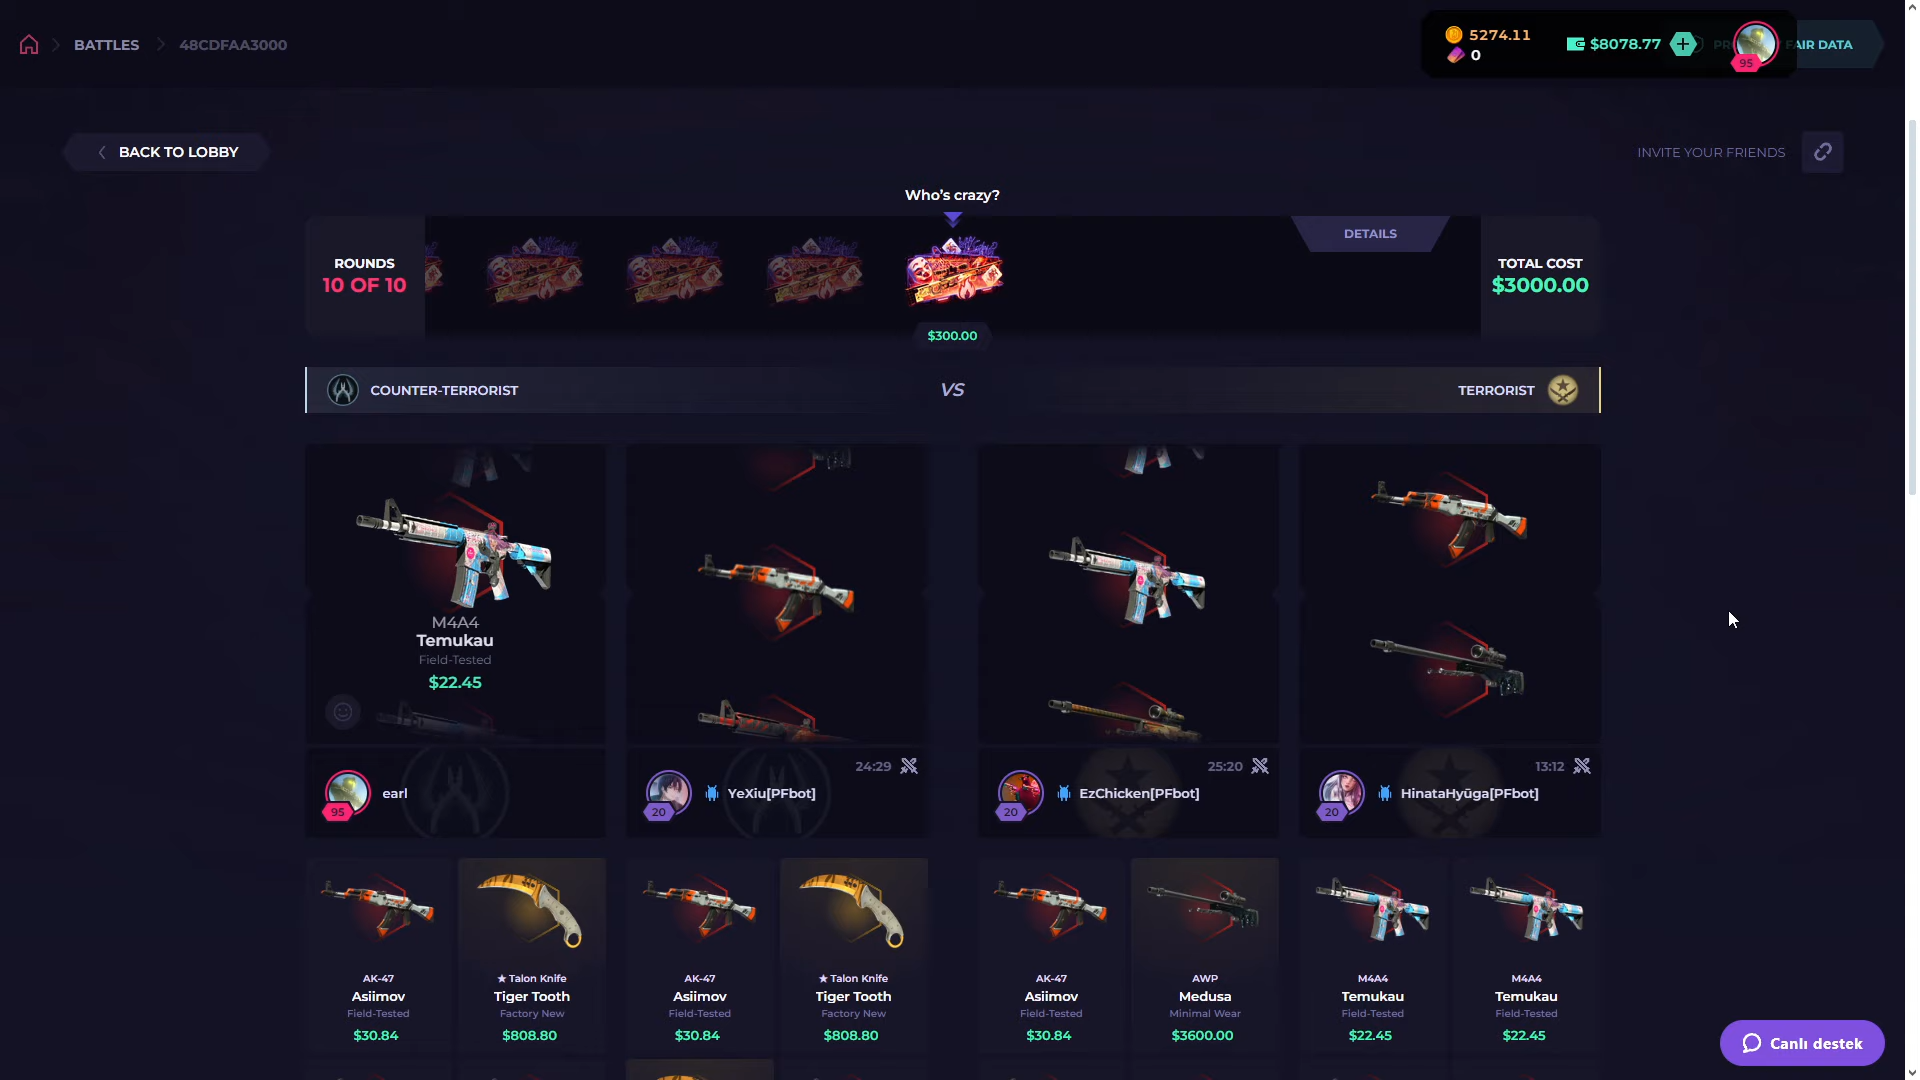 BATTLES
48CDFAA3000
5274.11
0
$8078.77
95
AIR DATA
BACK TO LOBBY
INVITE YOUR FRIENDS
Who's crazy?
ROUNDS
10 OF 10
DETAILS
TOTAL COST
$3000.00
$300.00
COUNTER-TERRORIST
VS
TERRORIST
M4A4
Temukau
Field-Tested
$22.45
95
earl
24:29
20
YeXiu[PFbot]
25:20
20
EzChicken[PFbot]
13:12
20
HinataHyūga[PFbot]
AK-47
Asiimov
Field-Tested
$30.84
★ Talon Knife
Tiger Tooth
Factory New
$808.80
AK-47
Asiimov
Field-Tested
$30.84
★ Talon Knife
Tiger Tooth
Factory New
$808.80
AK-47
Asiimov
Field-Tested
$30.84
AWP
Medusa
Minimal Wear
$3600.00
M4A4
Temukau
Field-Tested
$22.45
M4A4
Temukau
Field-Tested
$22.45
Canlı destek